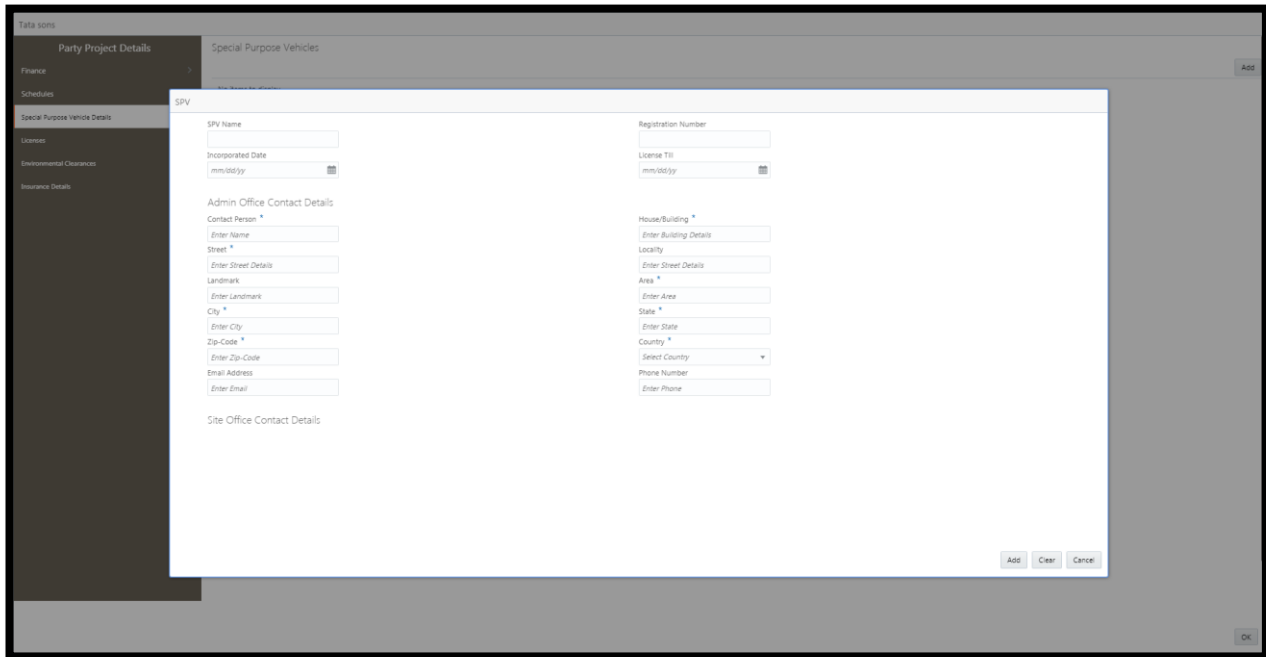 Tata sons
Party Project Details
Special Purpose Vehicles
Finance
Add
Schedules
No items to display
SPV
Special Purpose Vehicle Details
Licenses
Environmental Clearances
Insurance Details
SPV Name
Registration Number
Incorporated Date
License Till
mm/dd/yy
mm/dd/yy
Admin Office Contact Details
Contact Person *
House/Building *
Enter Name
Enter Building Details
Street *
Locality
Enter Street Details
Enter Street Details
Landmark
Area *
Enter Landmark
Enter Area
City *
State *
Enter City
Enter State
Zip-Code *
Country *
Enter Zip-Code
Select Country
Email Address
Phone Number
Enter Email
Enter Phone
Site Office Contact Details
Add
Clear
Cancel
OK